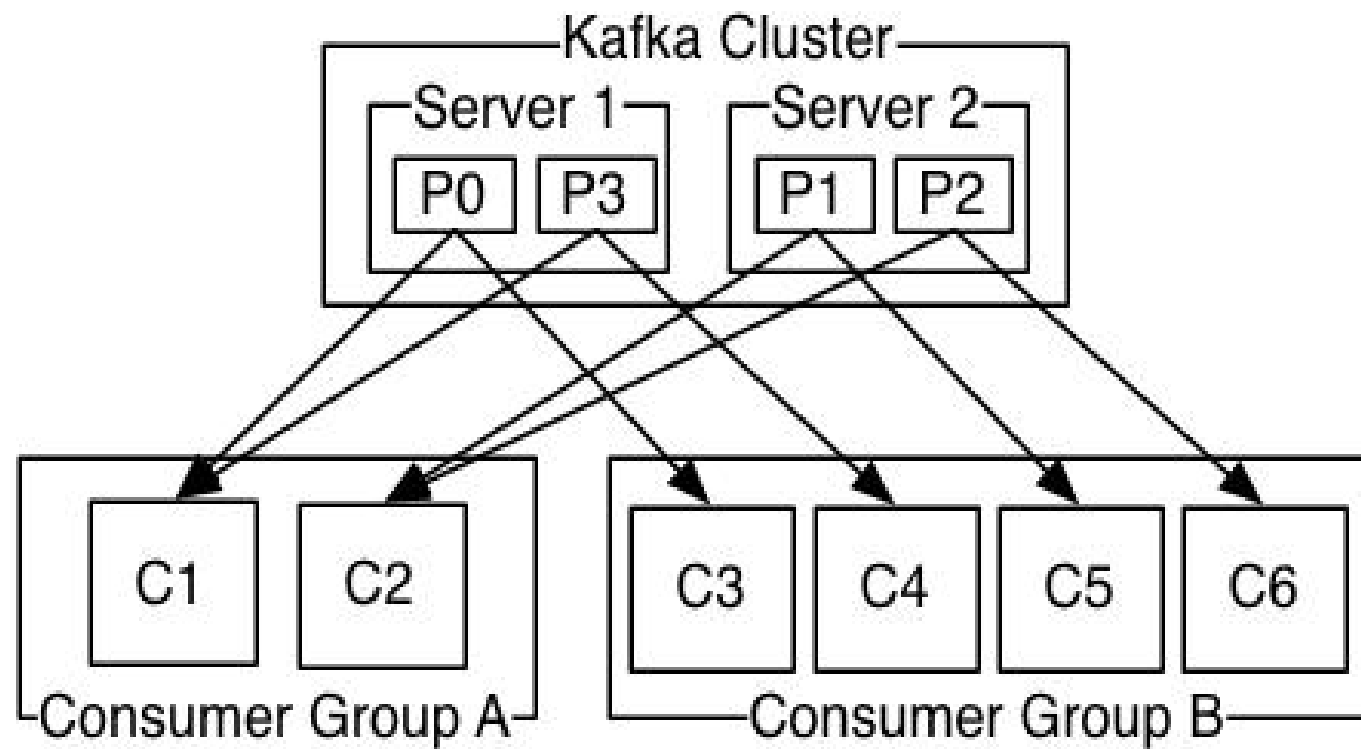 Kafka Cluster
Server 1
Server 2
P0
P3
P1
P2
C1
C2
C3
C4
C5
C6
Consumer Group A
Consumer Group B